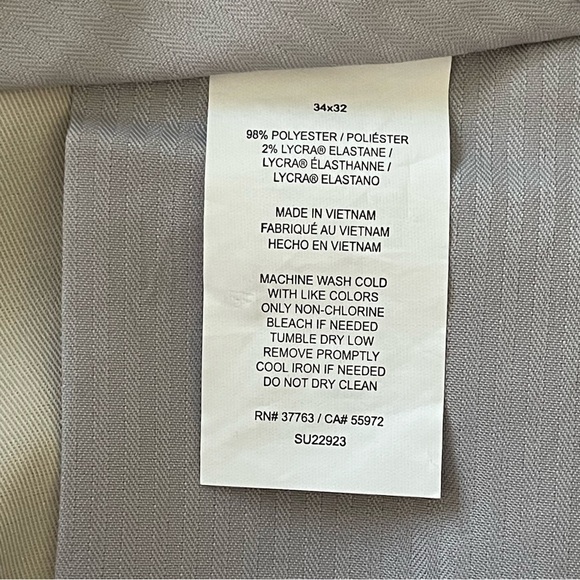 34x32
98% POLYESTER / POLIÉSTER
2% LYCRA® ELASTANE /
LYCRA® ÉLASTHANNE /
LYCRA® ELASTANO
MADE IN VIETNAM
FABRIQUÉ AU VIETNAM
HECHO EN VIETNAM
MACHINE WASH COLD
WITH LIKE COLORS
ONLY NON-CHLORINE
BLEACH IF NEEDED
TUMBLE DRY LOW
REMOVE PROMPTLY
COOL IRON IF NEEDED
DO NOT DRY CLEAN
RN# 37763 / CA# 55972
SU22923